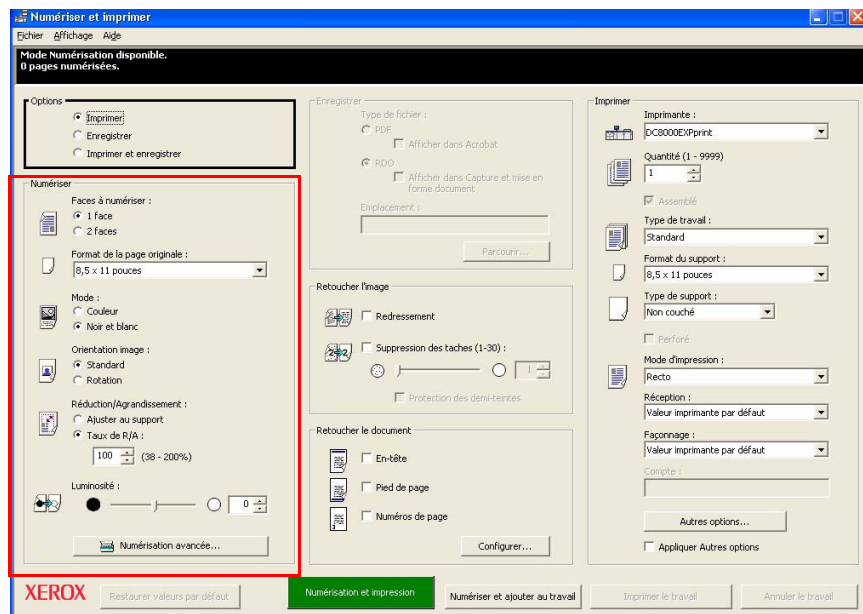 Numériser et imprimer
Fichier Affichage Aide
Mode Numérisation disponible.
0 pages numérisées.
Options
Imprimer
Enregistrer
Imprimer et enregistrer
Numériser
Faces à numériser :
1 face
2 faces
Format de la page originale :
8,5 x 11 pouces
Mode :
Couleur
Noir et blanc
Orientation image :
Standard
Rotation
Réduction/Agrandissement :
Ajuster au support
Taux de R/A :
100 (38 - 200%)
Luminosité :
0
Numérisation avancée...
Enregistrer
Type de fichier :
PDF
Afficher dans Acrobat
RDO
Afficher dans Capture et mise en
forme document
Emplacement :
Parcourir...
Retoucher l'image
Redressement
Suppression des taches (1-30) :
1
Protection des demi-teintes
Retoucher le document
En-tête
Pied de page
Numéros de page
Configurer...
Imprimer
Imprimante :
DC8000EXPprint
Quantité (1 - 9999)
1
Assemblé
Type de travail :
Standard
Format du support :
8,5 x 11 pouces
Type de support :
Non couché
Perforé
Mode d'impression :
Recto
Réception :
Valeur imprimante par défaut
Façonnage :
Valeur imprimante par défaut
Compte :
Autres options...
Appliquer Autres options
XEROX
Restaurer valeurs par défaut
Numérisation et impression
Numériser et ajouter au travail
Imprimer le travail
Annuler le travail